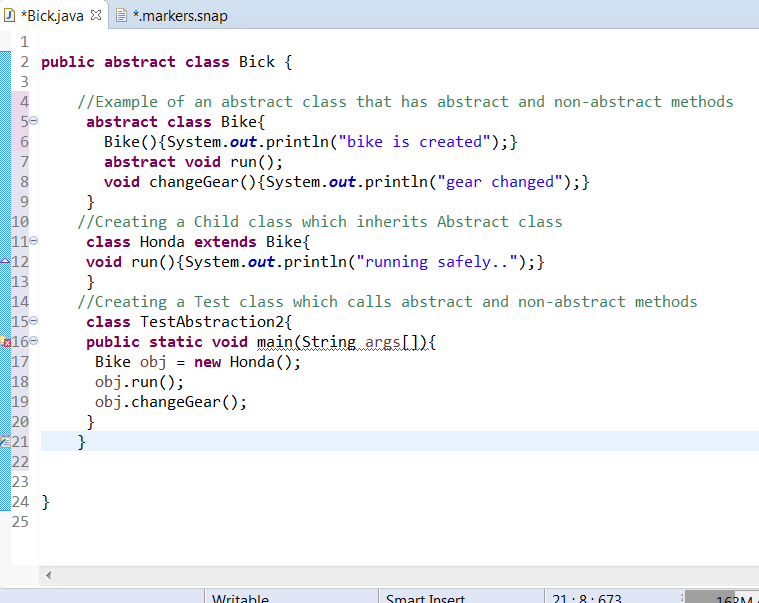 *Bick.java *.markers.snap
1
2 public abstract class Bick {
3
4 //Example of an abstract class that has abstract and non-abstract methods
5 abstract class Bike{
6 Bike(){System.out.println("bike is created");}
7 abstract void run();
8 void changeGear(){System.out.println("gear changed");}
9 }
10 //Creating a Child class which inherits Abstract class
11 class Honda extends Bike{
12 void run(){System.out.println("running safely..");}
13 }
14 //Creating a Test class which calls abstract and non-abstract methods
15 class TestAbstraction2{
16 public static void main(String args[]){
17 Bike obj = new Honda();
18 obj.run();
19 obj.changeGear();
20 }
21 }
22
23
24 }
25
Writable Smart Insert 21 : 8 : 673